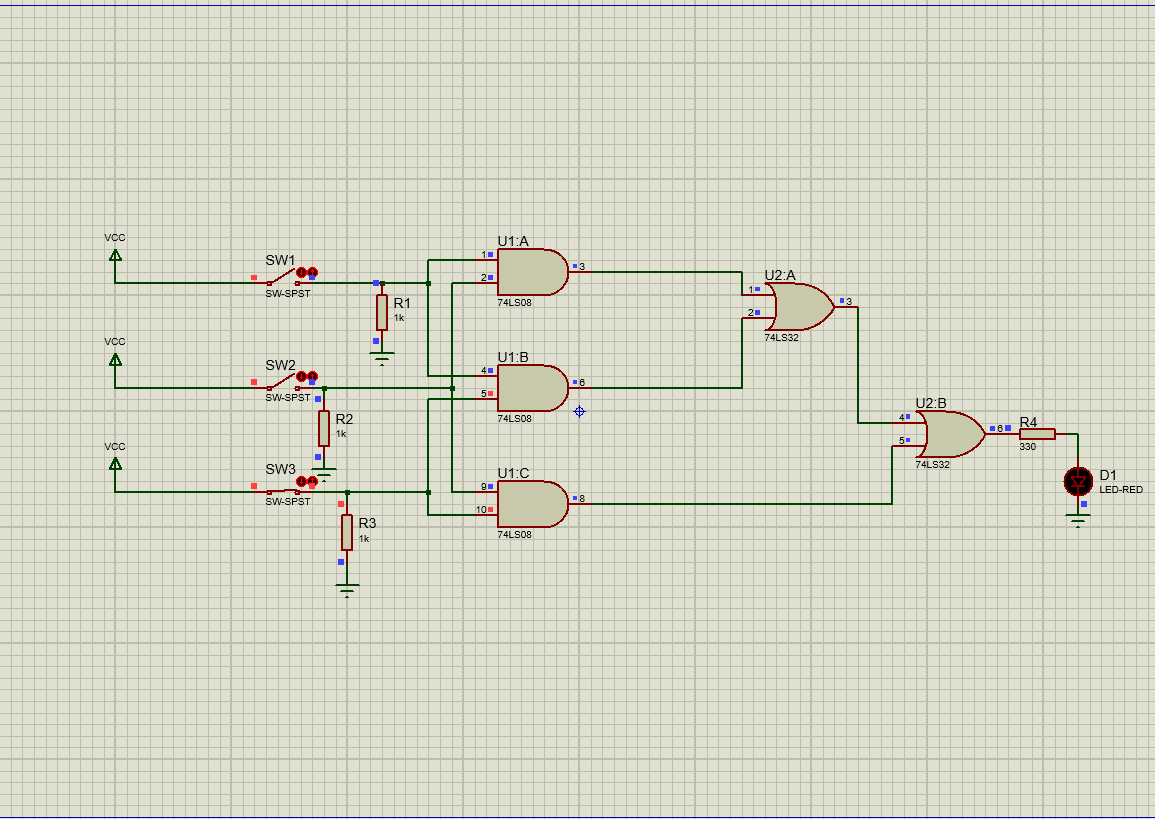 VCC
SW1
SW-SPST
R1
1k
VCC
SW2
SW-SPST
R2
1k
VCC
SW3
SW-SPST
R3
1k
U1:A
1
2
3
74LS08
U1:B
4
5
6
74LS08
U1:C
9
10
8
74LS08
U2:A
1
2
3
74LS32
U2:B
4
5
6
74LS32
R4
330
D1
LED-RED